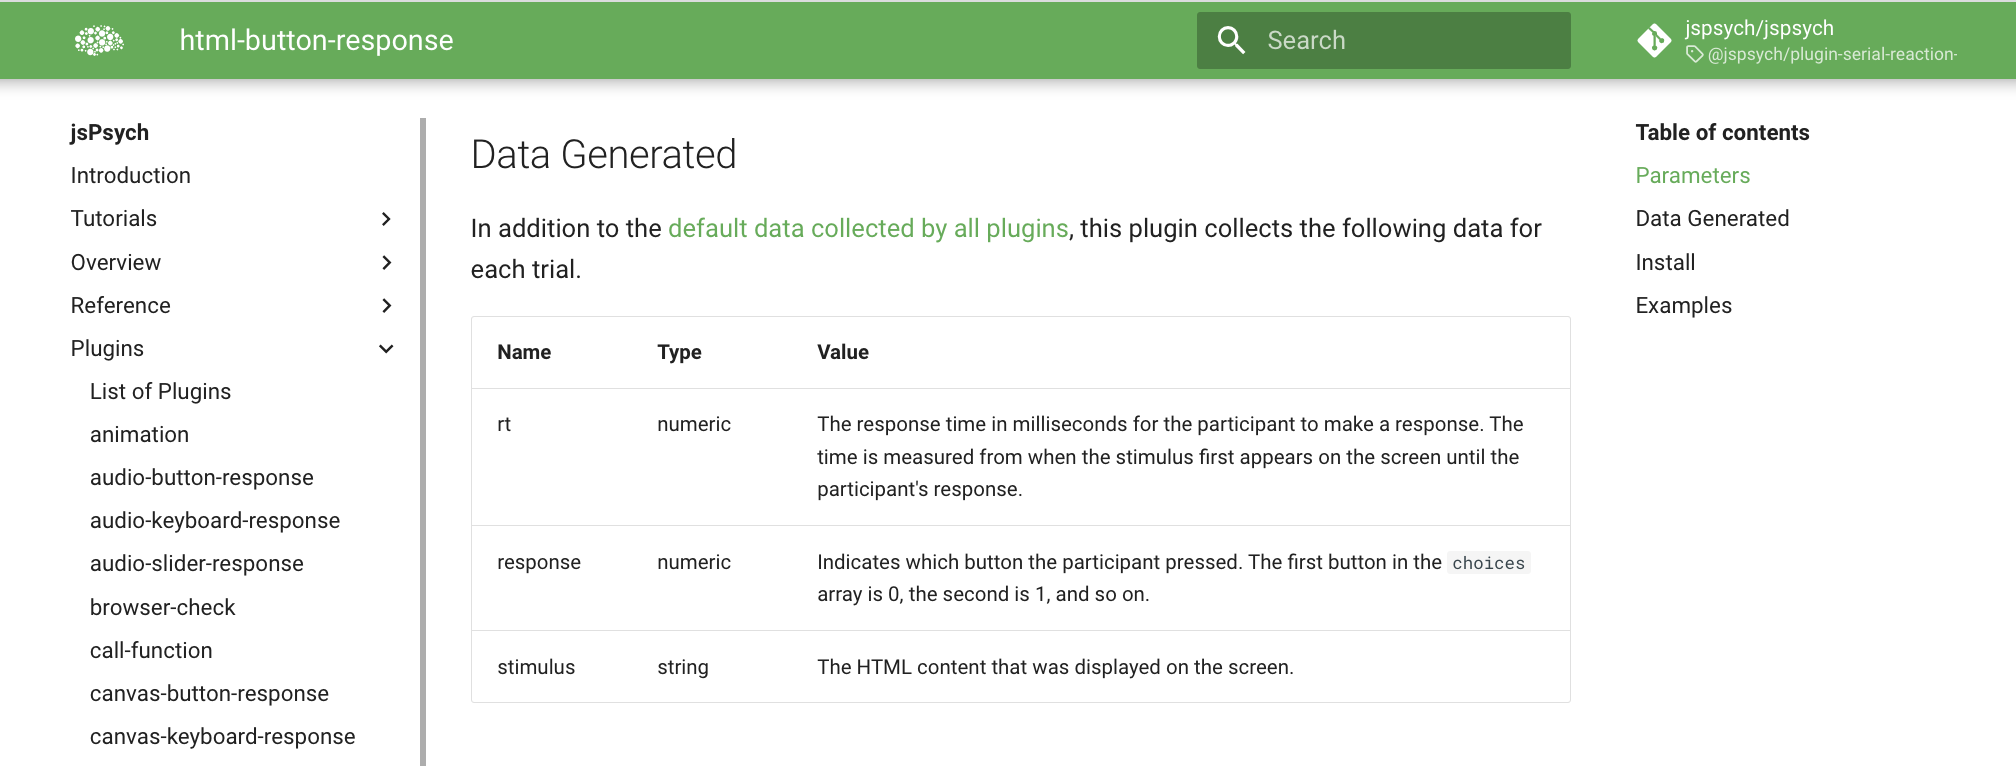 html-button-response
Search
jspsych/jspsych
@jspsych/plugin-serial-reaction-
jsPsych
Introduction
Tutorials
Overview
Reference
Plugins
List of Plugins
animation
audio-button-response
audio-keyboard-response
audio-slider-response
browser-check
call-function
canvas-button-response
canvas-keyboard-response
Data Generated
In addition to the default data collected by all plugins, this plugin collects the following data for
each trial.
Name Type Value
rt numeric The response time in milliseconds for the participant to make a response. The
time is measured from when the stimulus first appears on the screen until the
participant's response.
response numeric Indicates which button the participant pressed. The first button in the choices
array is 0, the second is 1, and so on.
stimulus string The HTML content that was displayed on the screen.
Table of contents
Parameters
Data Generated
Install
Examples